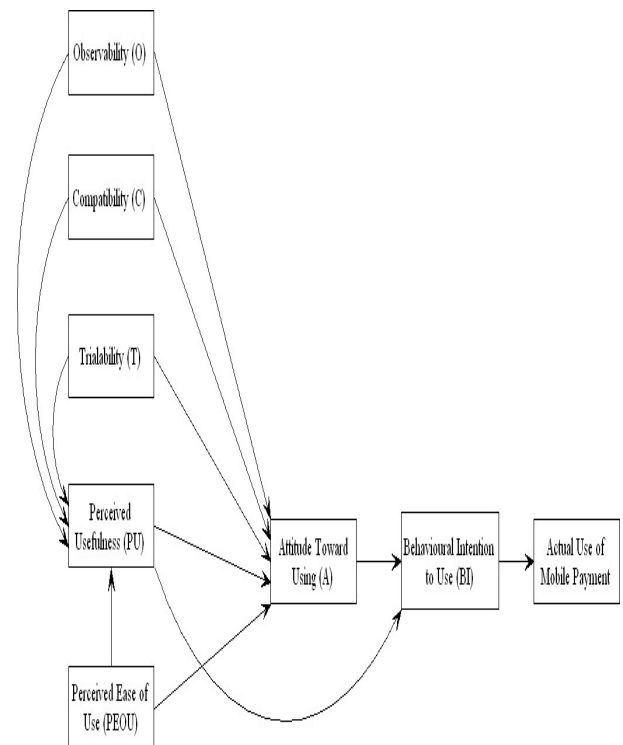 Observability (O)
Compatibility (C)
Trialability (T)
Perceived
Usefulness (PU)
Attitude Toward
Using (A)
Behavioural Intention
to Use (BI)
Actual Use of
Mobile Payment
Perceived Ease of
Use (PEOU)